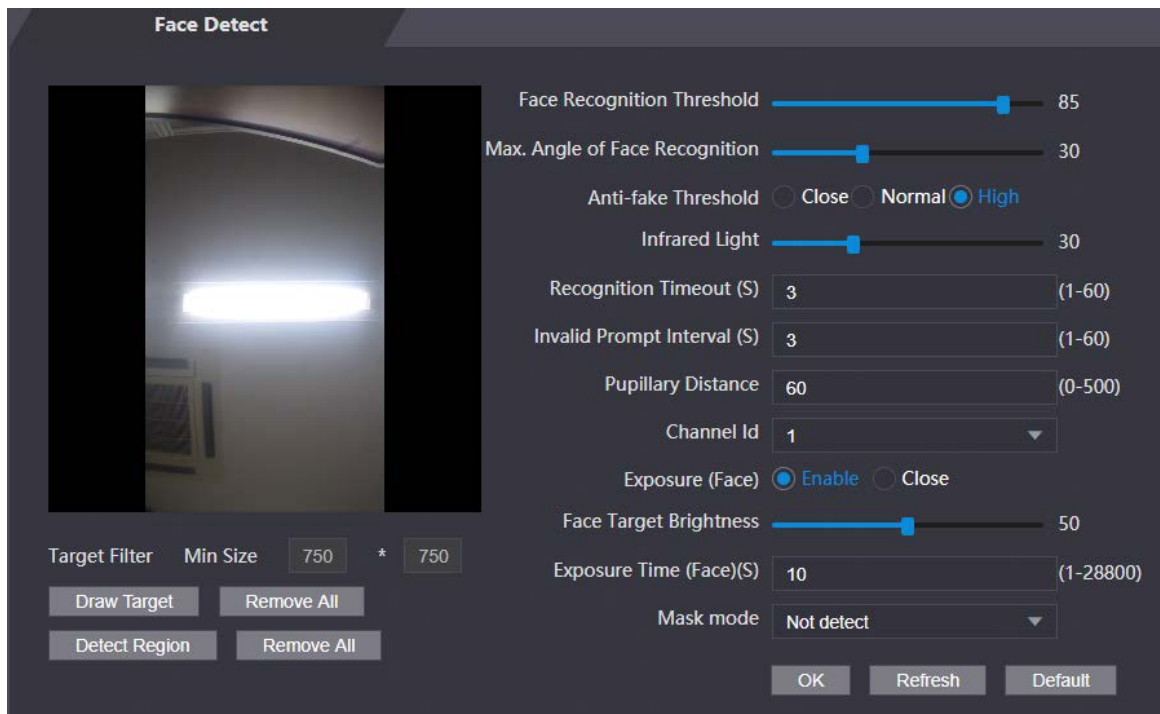 Face Detect
Face Recognition Threshold 85
Max. Angle of Face Recognition 30
Anti-fake Threshold Close Normal High
Infrared Light 30
Recognition Timeout (S) 3 (1-60)
Invalid Prompt Interval (S) 3 (1-60)
Pupillary Distance 60 (0-500)
Channel Id 1
Exposure (Face) Enable Close
Face Target Brightness 50
Exposure Time (Face)(S) 10 (1-28800)
Mask mode Not detect
OK Refresh Default
Target Filter Min Size 750 * 750
Draw Target Remove All
Detect Region Remove All